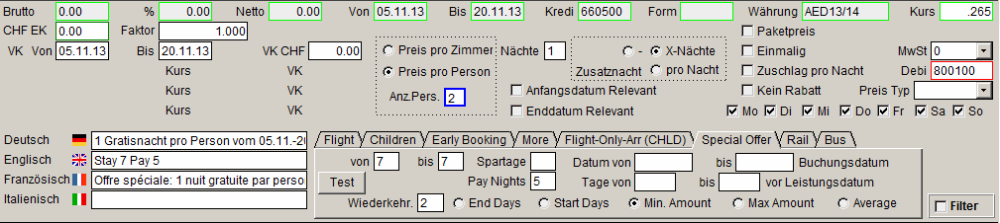 Brutto 0.00 % 0.00 Netto 0.00 Von 05.11.13 Bis 20.11.13 Kredi 660500 Form Währung AED13/14 Kurs .265
CHF EK 0.00 Faktor 1.000 Paketpreis
VK Von 05.11.13 Bis 20.11.13 VK CHF 0.00 Preis pro Zimmer Nächte 1 - X-Nächte Einmalig MwSt 0
Kurs VK Preis pro Person Zusatznacht pro Nacht Zuschlag pro Nacht Debi 800100
Kurs VK Anz.Pers. 2 Anfangsdatum Relevant Kein Rabatt Preis Typ
Kurs VK Enddatum Relevant Mo Di Mi Do Fr Sa So
Deutsch 1 Gratisnacht pro Person vom 05.11.-20 Flight Children Early Booking More Flight-Only-Arr (CHLD) Special Offer Rail Bus
Englisch Stay 7 Pay 5 von 7 bis 7 Spartage Datum von bis Buchungsdatum
Französisch Offre spéciale: 1 nuit gratuite par perso Test Pay Nights 5 Tage von bis vor Leistungsdatum
Italienisch Wiederkehr. 2 End Days Start Days Min. Amount Max Amount Average Filter